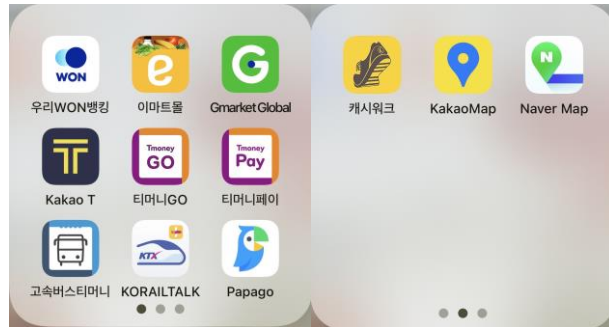 WON
e
G
우리WON뱅킹 이마트몰 Gmarket Global
T
Tmoney
GO
Tmoney
Pay
Kakao T 티머니GO 티머니페이
KTX
고속버스티머니 KORAILTALK Papago
N
캐시워크 KakaoMap Naver Map